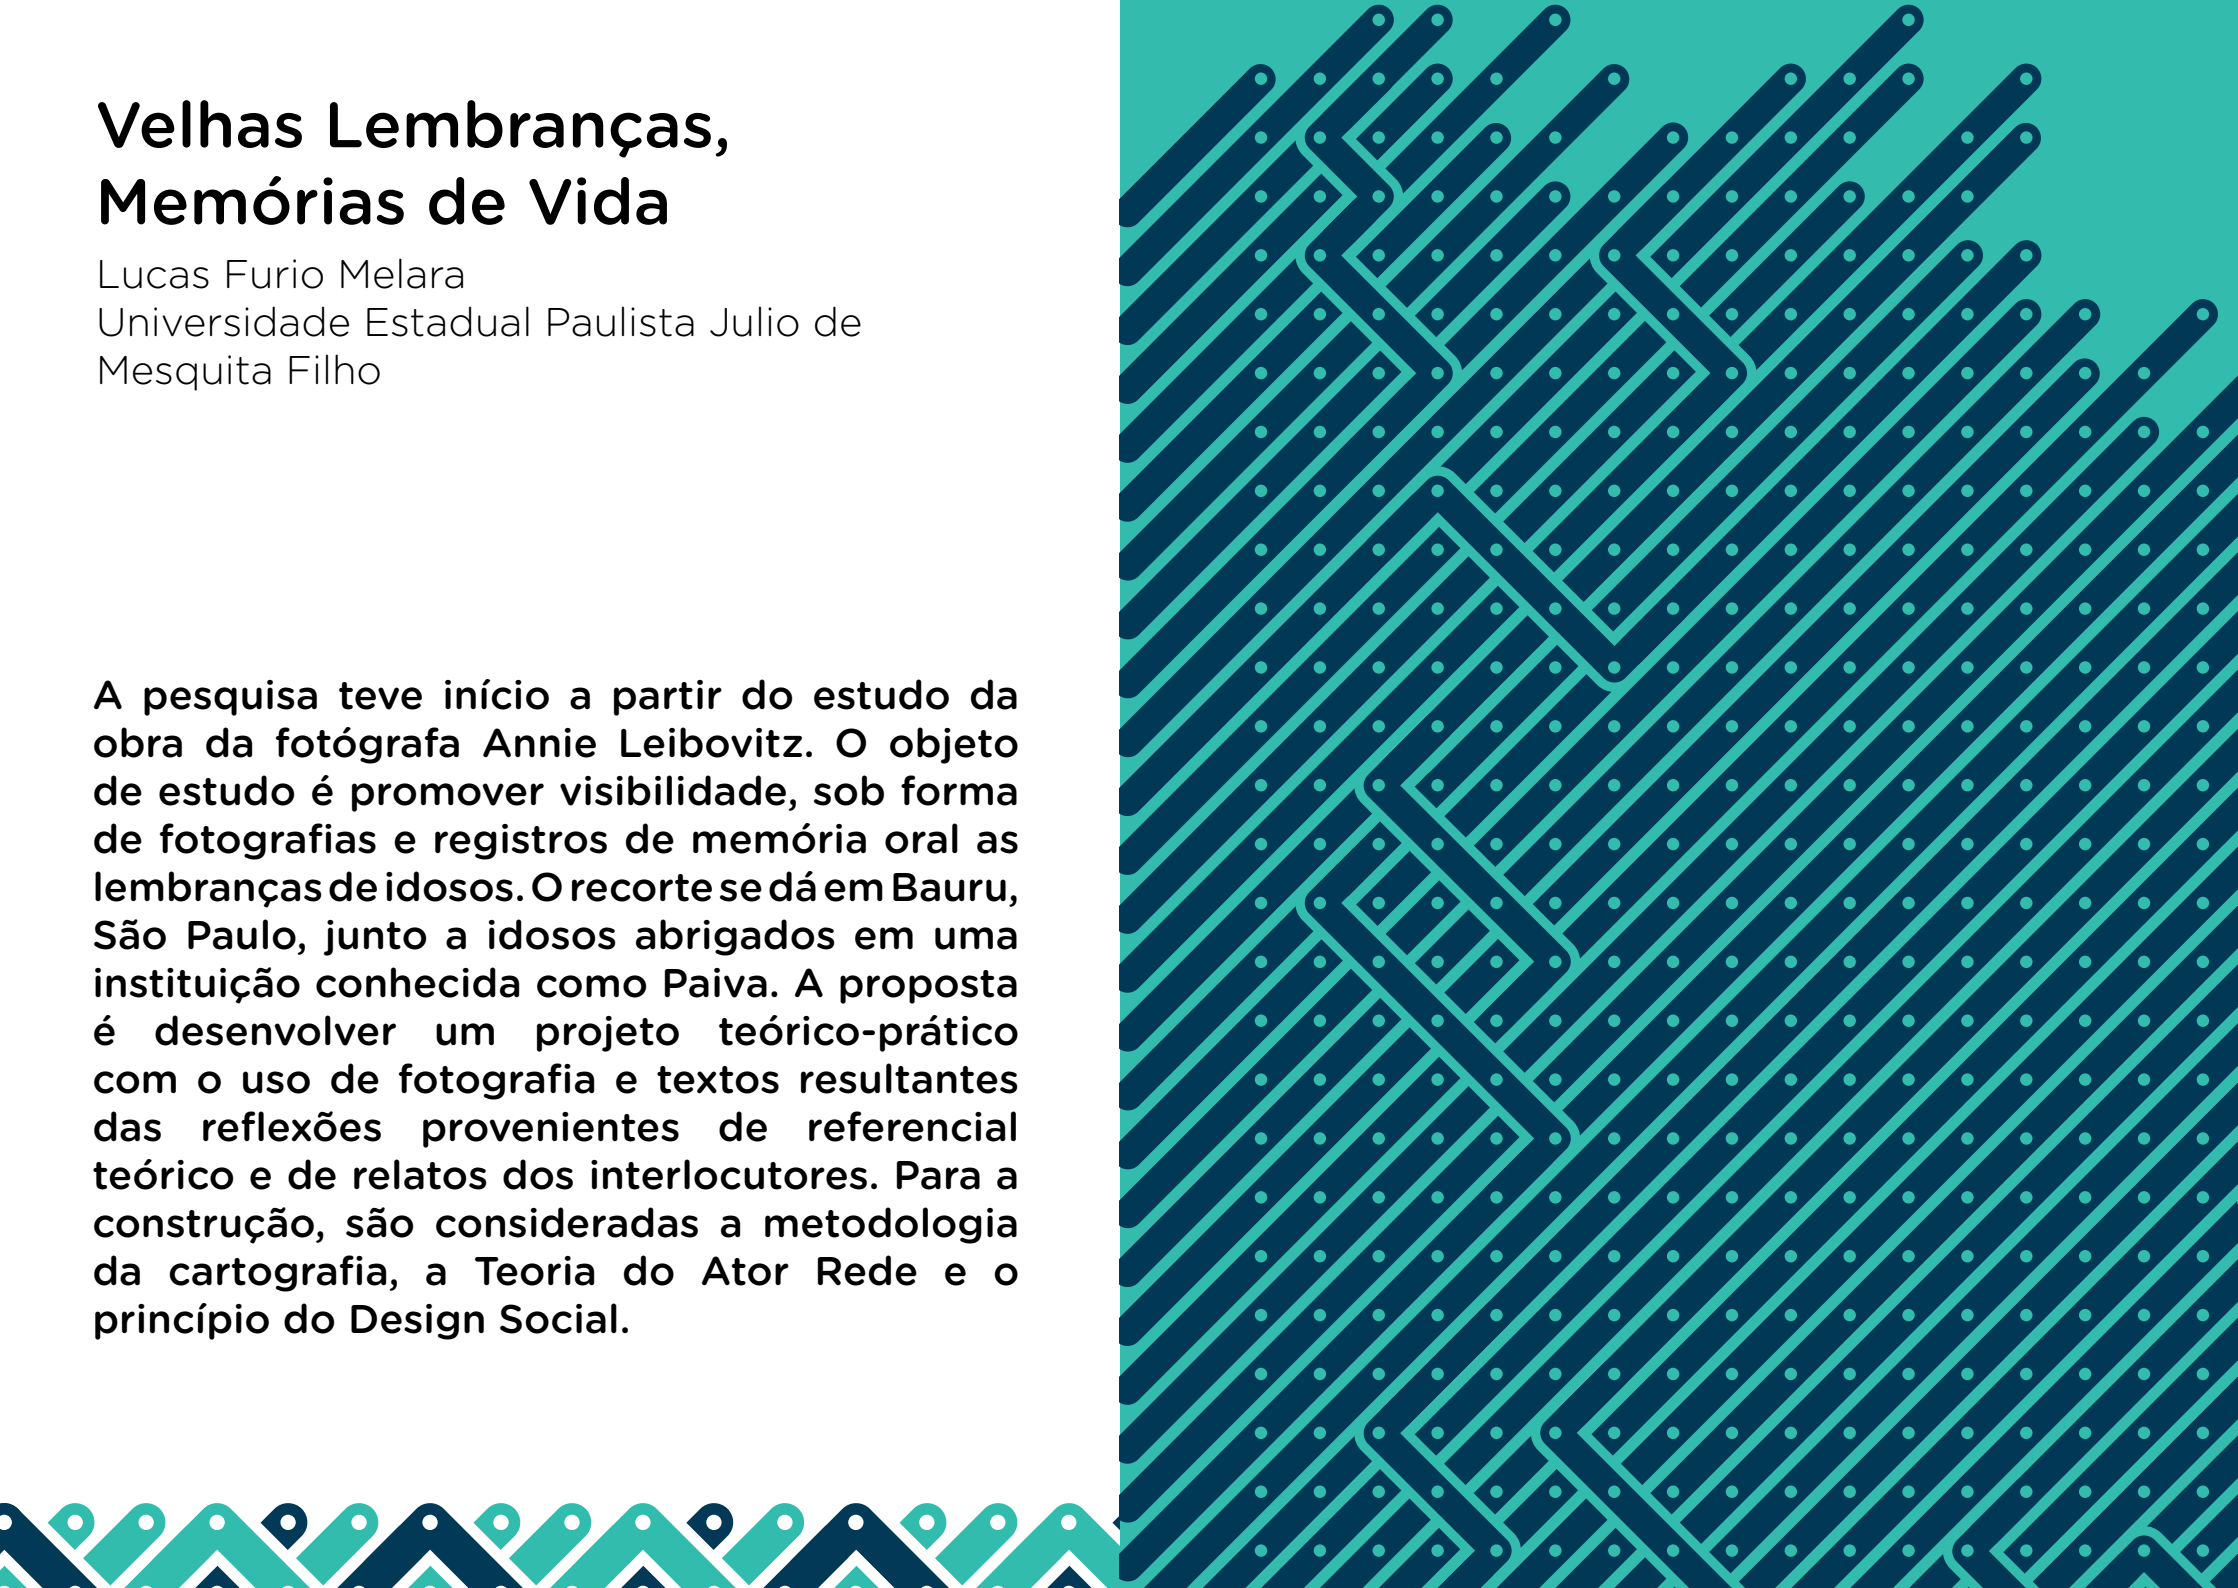 Velhas Lembranças,
Memórias de Vida
Lucas Furio Melara
Universidade Estadual Paulista Julio de
Mesquita Filho
A pesquisa teve início a partir do estudo da
obra da fotógrafa Annie Leibovitz. O objeto
de estudo é promover visibilidade, sob forma
de fotografias e registros de memória oral as
lembranças de idosos. O recorte se dá em Bauru,
São Paulo, junto a idosos abrigados em uma
instituição conhecida como Paiva. A proposta
é desenvolver um projeto teórico-prático
com o uso de fotografia e textos resultantes
das reflexões provenientes de referencial
teórico e de relatos dos interlocutores. Para a
construção, são consideradas a metodologia
da cartografia, a Teoria do Ator Rede e o
princípio do Design Social.